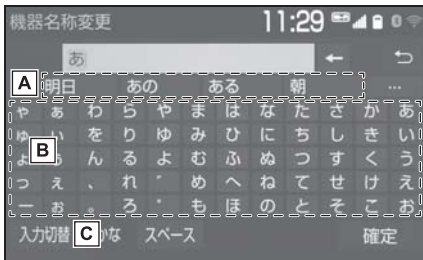 機器名称変更 11:29
あ ←
A 明日 あの ある 朝 ...
ゃ ぁ わ ら や ま は な た さ か あ
ゅ ぃ を り ゆ み ひ に ち し き い
ょ B ぅ ん る よ む ふ ぬ つ す く う
っ ぇ 、 れ ゛ め へ ね て せ け え
ー ぉ 。 ろ ゜ も ほ の と そ こ お
入力切替 C かな スペース 確定